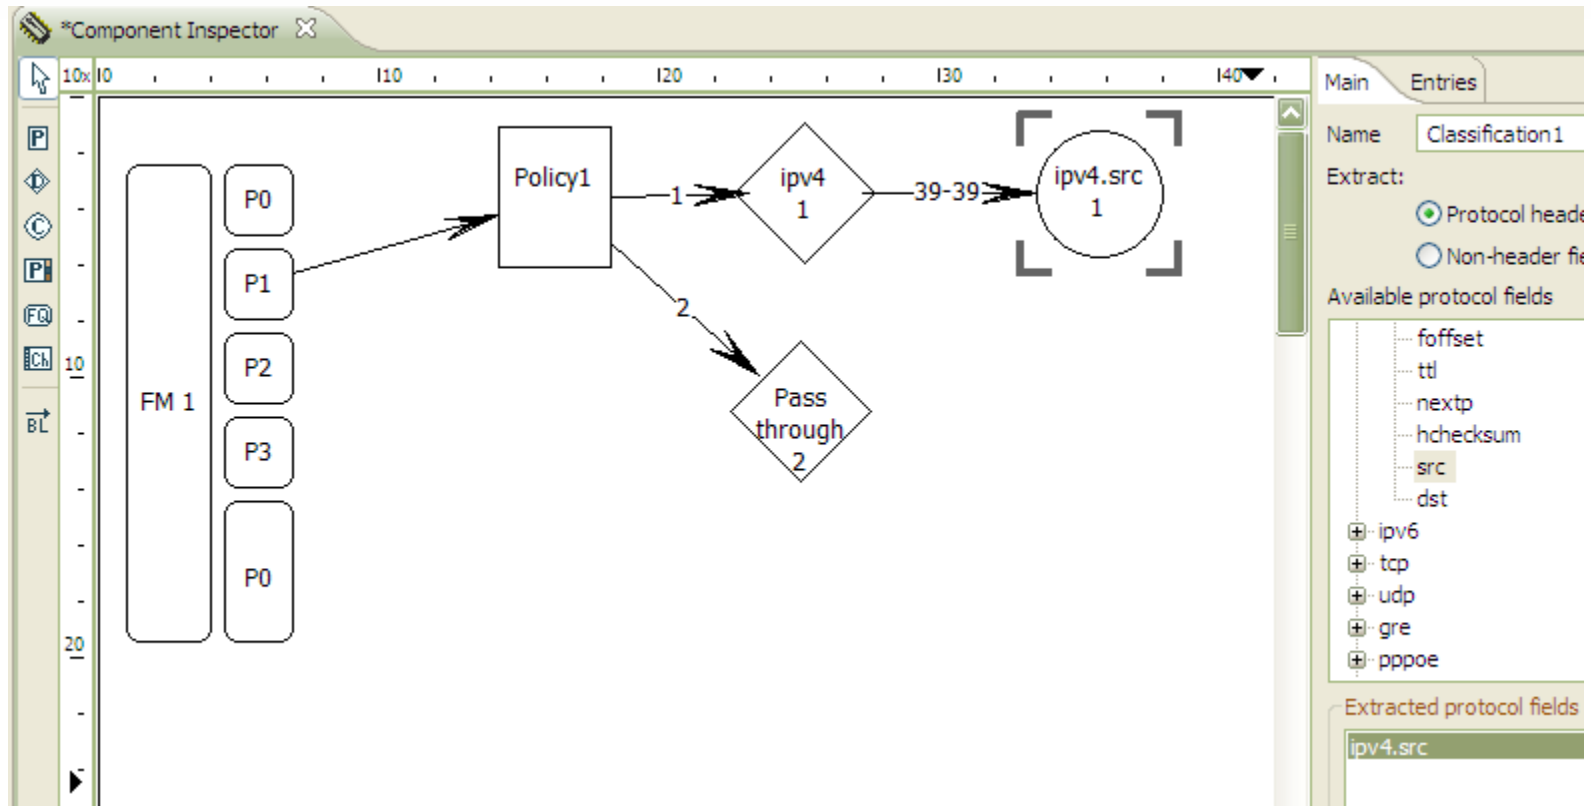 *Component Inspector
10x 0 10 20 30 40
10
20
P
D
C
P
FQ
Ch
BL
FM 1
P0
P1
P2
P3
P0
Policy1
1
ipv4
1
39-39
ipv4.src
1
2
Pass
through
2
Main Entries
Name Classification1
Extract:
Protocol heade
Non-header fie
Available protocol fields
foffset
ttl
nextp
hchecksum
src
dst
ipv6
tcp
udp
gre
pppoe
Extracted protocol fields
ipv4.src